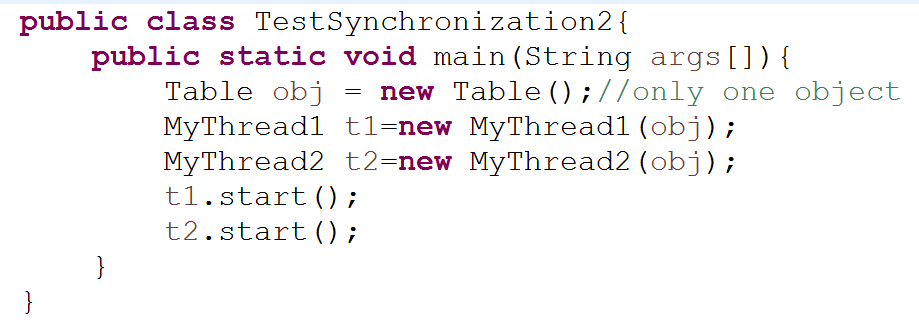 public class TestSynchronization2{
public static void main(String args[]){
Table obj = new Table();//only one object
MyThread1 t1=new MyThread1(obj);
MyThread2 t2=new MyThread2(obj);
t1.start();
t2.start();
}
}